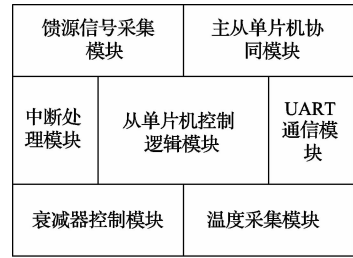 馈源信号采集
模块
主从单片机协
同模块
中断处
理模块
从单片机控制
逻辑模块
UART
通信模
块
衰减器控制模块
温度采集模块